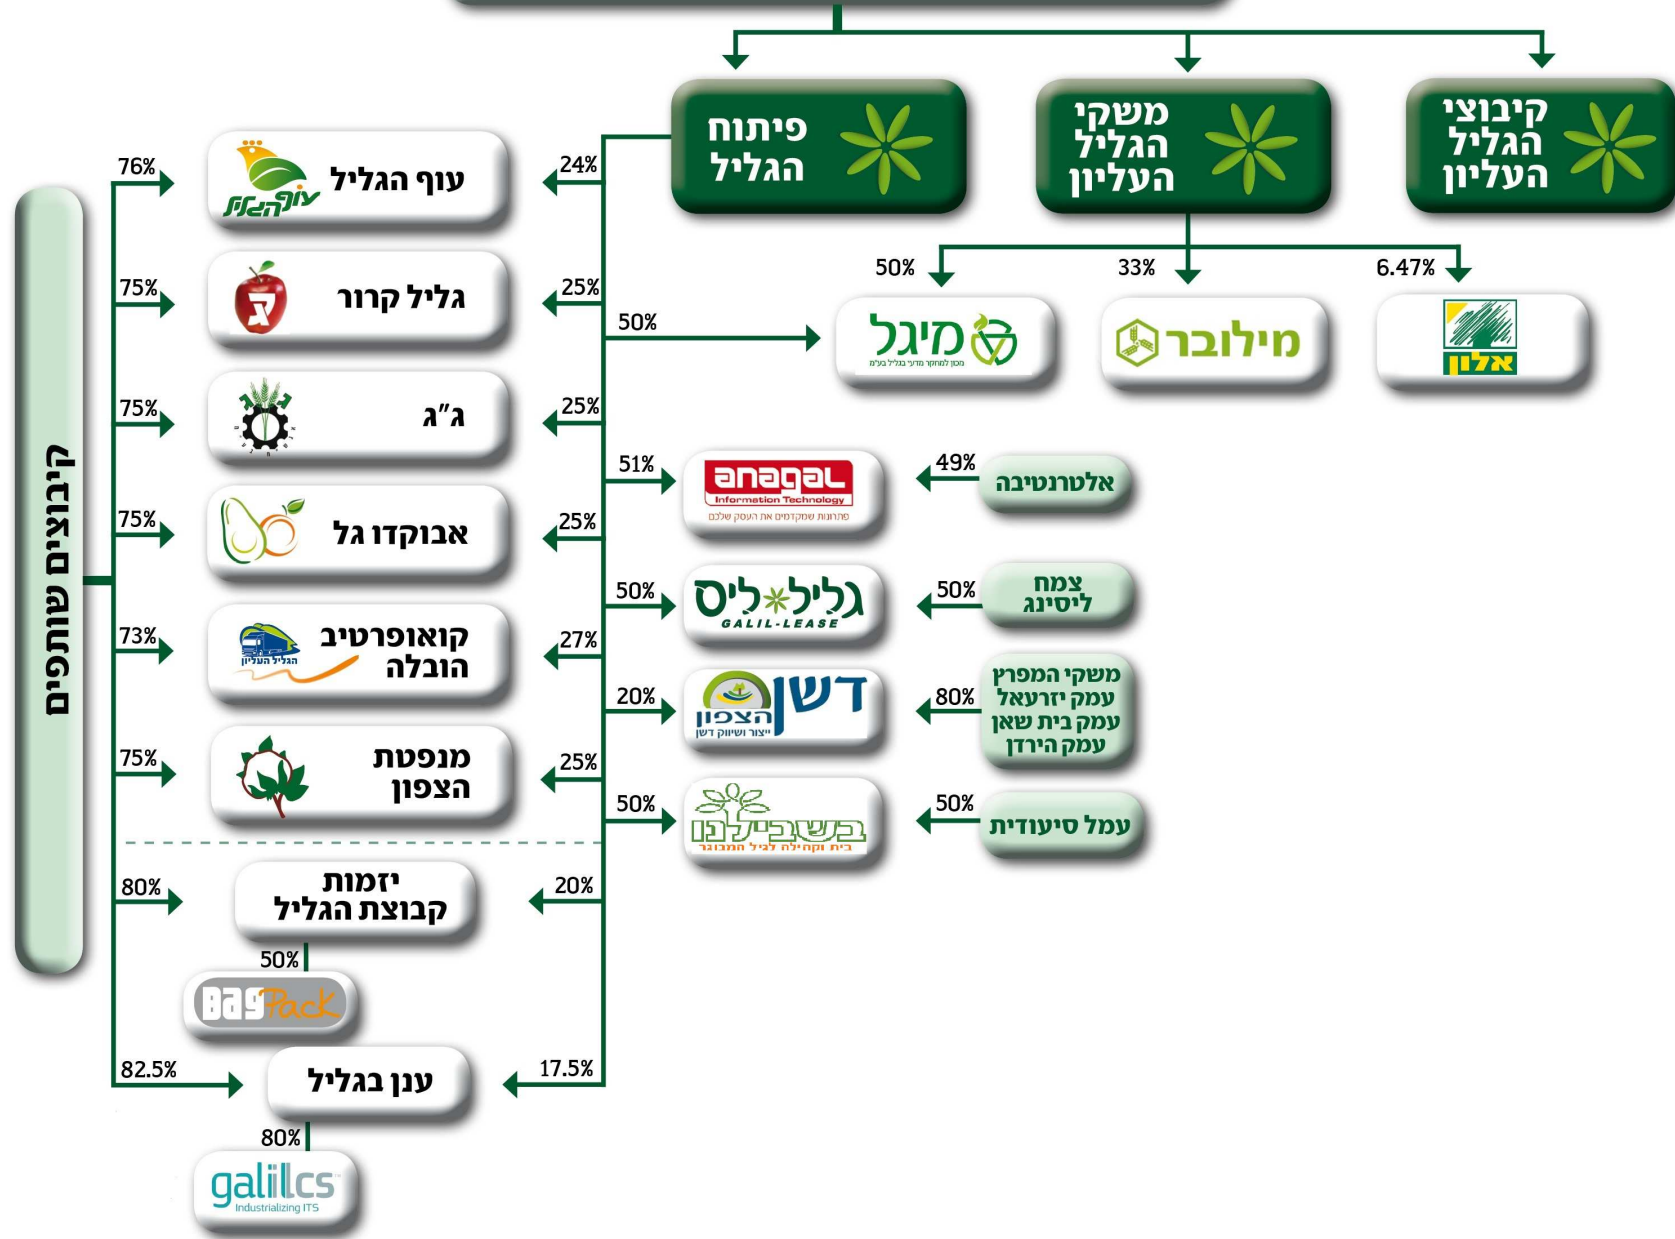 קיבוצי
הגליל
העליון
משקי
הגליל
העליון
פיתוח
הגליל
6.47%
33%
50%
אלון
מילובר
מיגל
מכון למחקר מדעי בגליל בע"מ
50%
קיבוצים שותפים
76%
עוף הגליל
עוף הגליל
24%
75%
גליל קרור
25%
75%
ג"ג
25%
75%
אבוקדו גל
25%
73%
קואופרטיב
הובלה
הגליל העליון
27%
75%
מנפטת
הצפון
25%
80%
יזמות
קבוצת הגליל
20%
50%
BagPack
82.5%
ענן בגליל
17.5%
80%
galilcs
Industrializing ITS
51%
anagal
Information Technology
פתרונות שמקדמים את העסק שלכם
49%
אלטרנטיבה
50%
גליל ליס
GALIL-LEASE
50%
צמח
ליסינג
20%
דשן
הצפון
ייצור ושיווק דשן
80%
משקי המפרץ
עמק יזרעאל
עמק בית שאן
עמק הירדן
50%
בשבילנו
בית וקהילה לגיל המבוגר
50%
עמל סיעודית